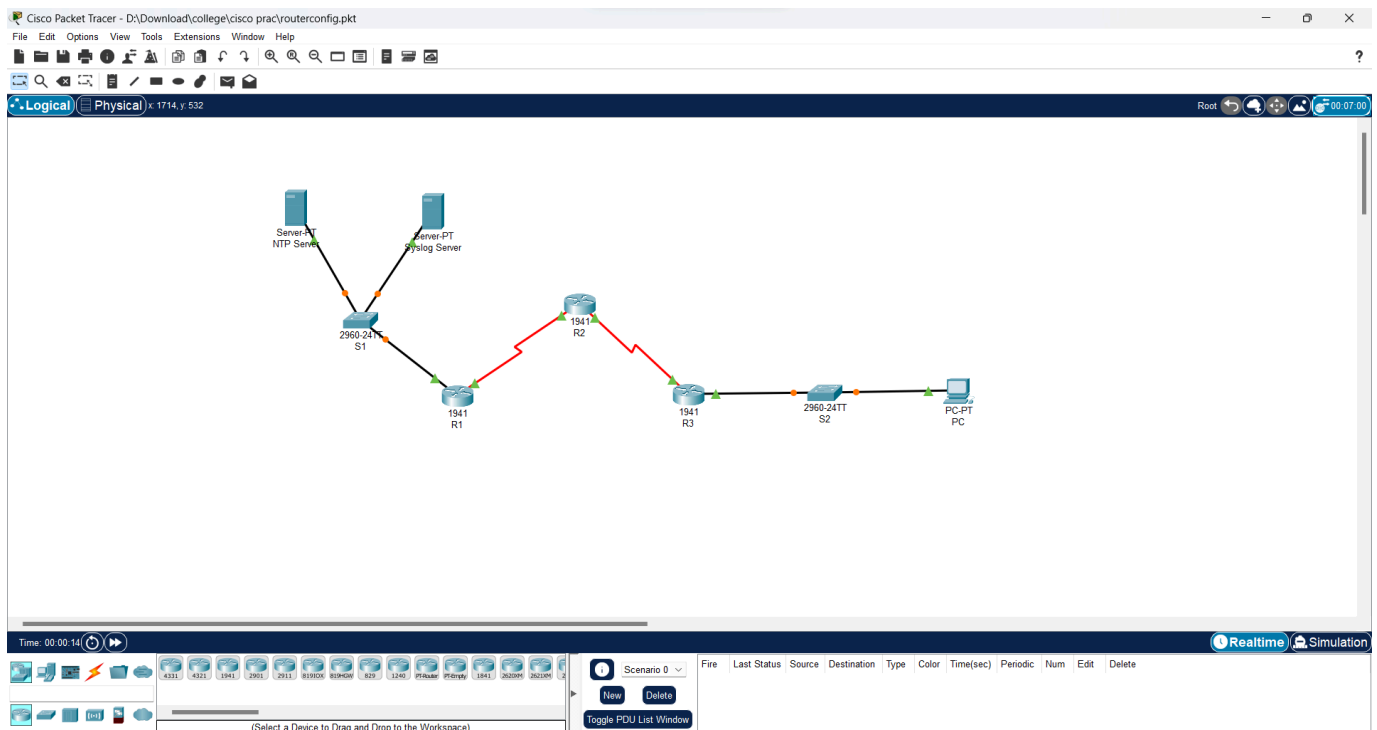 Cisco Packet Tracer - D:\Download\college\cisco prac\routerconfig.pkt
File Edit Options View Tools Extensions Window Help
?
Logical Physical x: 1714, y: 532 Root 00:07:00
Server-PT
NTP Server
Server-PT
Syslog Server
1941
R2
2960-24TT
S1
1941
R1
1941
R3
2960-24TT
S2
PC-PT
PC
Time: 00:00:14 Realtime Simulation
4331 4321 1941 2901 2911 819IOX 819HGW 829 1240 PT-Router PT-Empty 1841 2620XM 2621XM
(Select a Device to Drag and Drop to the Workspace)
Scenario 0
New Delete
Toggle PDU List Window
Fire Last Status Source Destination Type Color Time(sec) Periodic Num Edit Delete